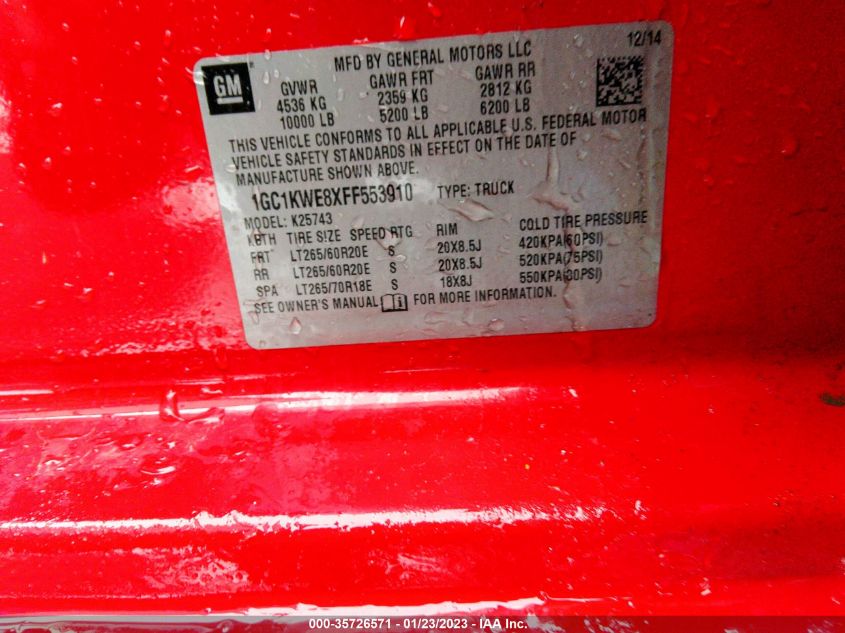 GM
MFD BY GENERAL MOTORS LLC 12/14
GVWR GAWR FRT GAWR RR
4536 KG 2359 KG 2812 KG
10000 LB 5200 LB 6200 LB
THIS VEHICLE CONFORMS TO ALL APPLICABLE U.S. FEDERAL MOTOR
VEHICLE SAFETY STANDARDS IN EFFECT ON THE DATE OF
MANUFACTURE SHOWN ABOVE.
1GC1KWE8XFF553910 TYPE: TRUCK
MODEL: K25743
TIRE SIZE SPEED RTG RIM COLD TIRE PRESSURE
FRT LT265/60R20E S 20X8.5J 420KPA(60PSI)
RR LT265/60R20E S 20X8.5J 520KPA(75PSI)
SPA LT265/70R18E S 18X8J 550KPA(80PSI)
SEE OWNER'S MANUAL FOR MORE INFORMATION.
000-35726571 - 01/23/2023 - IAA Inc.